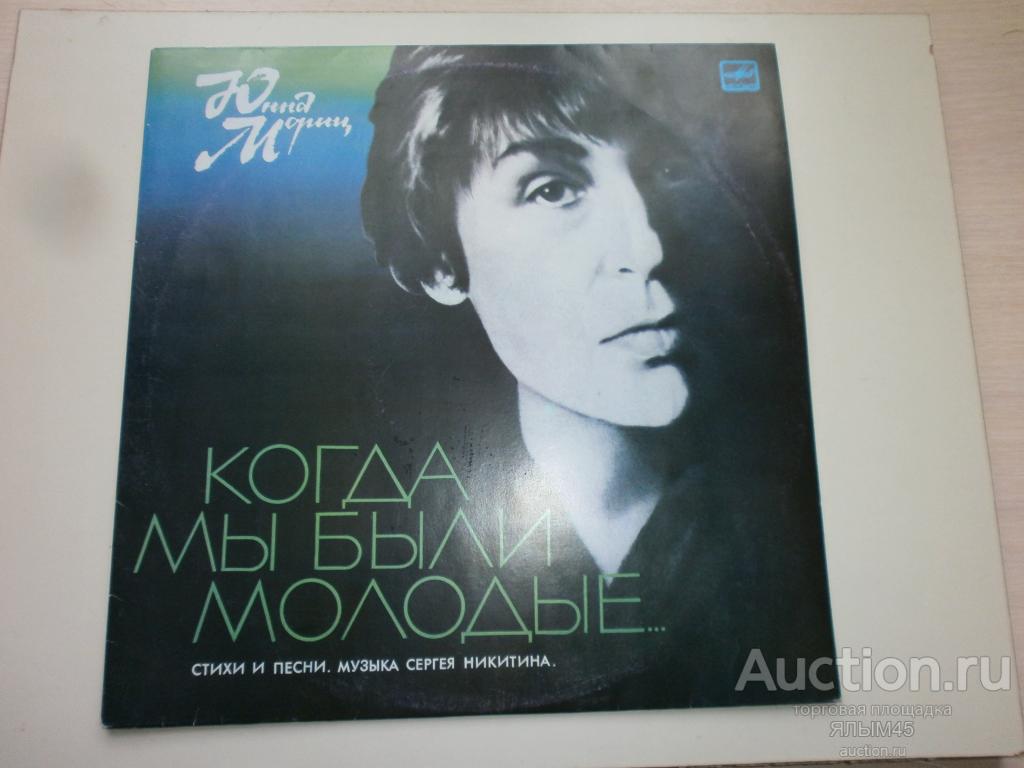 Юнна
Мориц
КОГДА
МЫ БЫЛИ
МОЛОДЫЕ...
СТИХИ И ПЕСНИ. МУЗЫКА СЕРГЕЯ НИКИТИНА.
Auction.ru
торговая площадка
ЯЛЫМ45
auction.ru